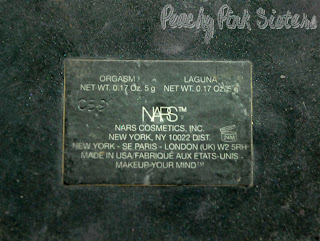 Peachy Pink Sisters
ORGASM LAGUNA
NET WT. 0.17 Oz. 5 g NET WT. 0.17 Oz. 5 g
NARS™
NARS COSMETICS, INC.
NEW YORK, NY 10022 DIST.
24M
NEW YORK - SE PARIS - LONDON (UK) W2 5RH
MADE IN USA/FABRIQUÉ AUX ETATS-UNIS -
MAKEUP YOUR MIND™